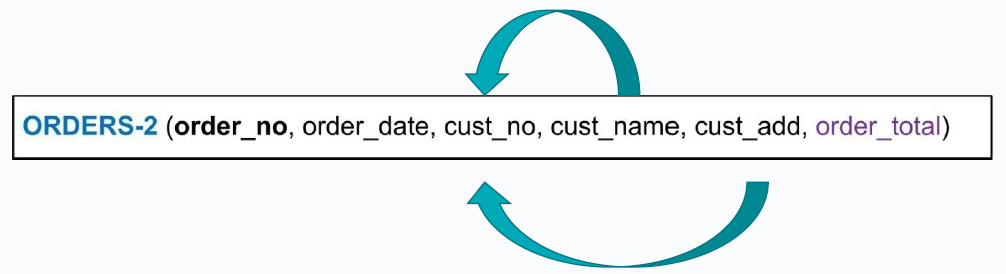 ORDERS-2 (order_no, order_date, cust_no, cust_name, cust_add, order_total)